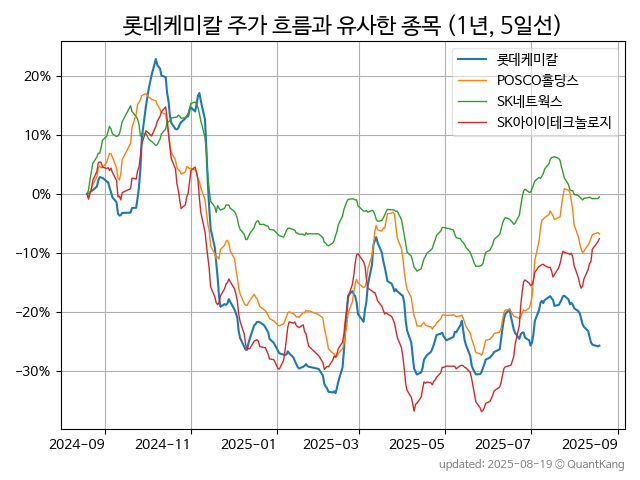 롯데케미칼 주가 흐름과 유사한 종목 (1년, 5일선)
롯데케미칼
POSCO홀딩스
SK네트웍스
SK아이이테크놀로지
20%
10%
0%
−10%
−20%
−30%
2024-09 2024-11 2025-01 2025-03 2025-05 2025-07 2025-09
updated: 2025-08-19 © QuantKang